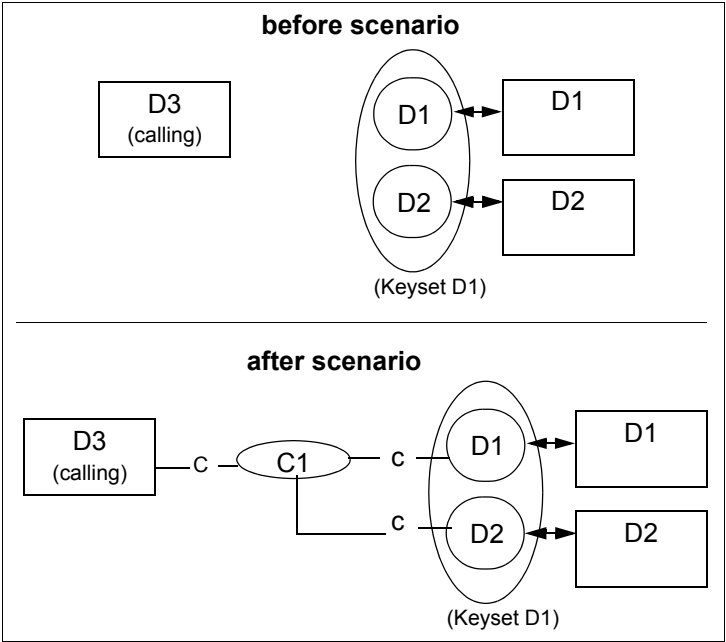 before scenario
D3
(calling)
D1
D1
D2
D2
(Keyset D1)
after scenario
D3
(calling)
C
C1
c
D1
D1
c
D2
D2
(Keyset D1)